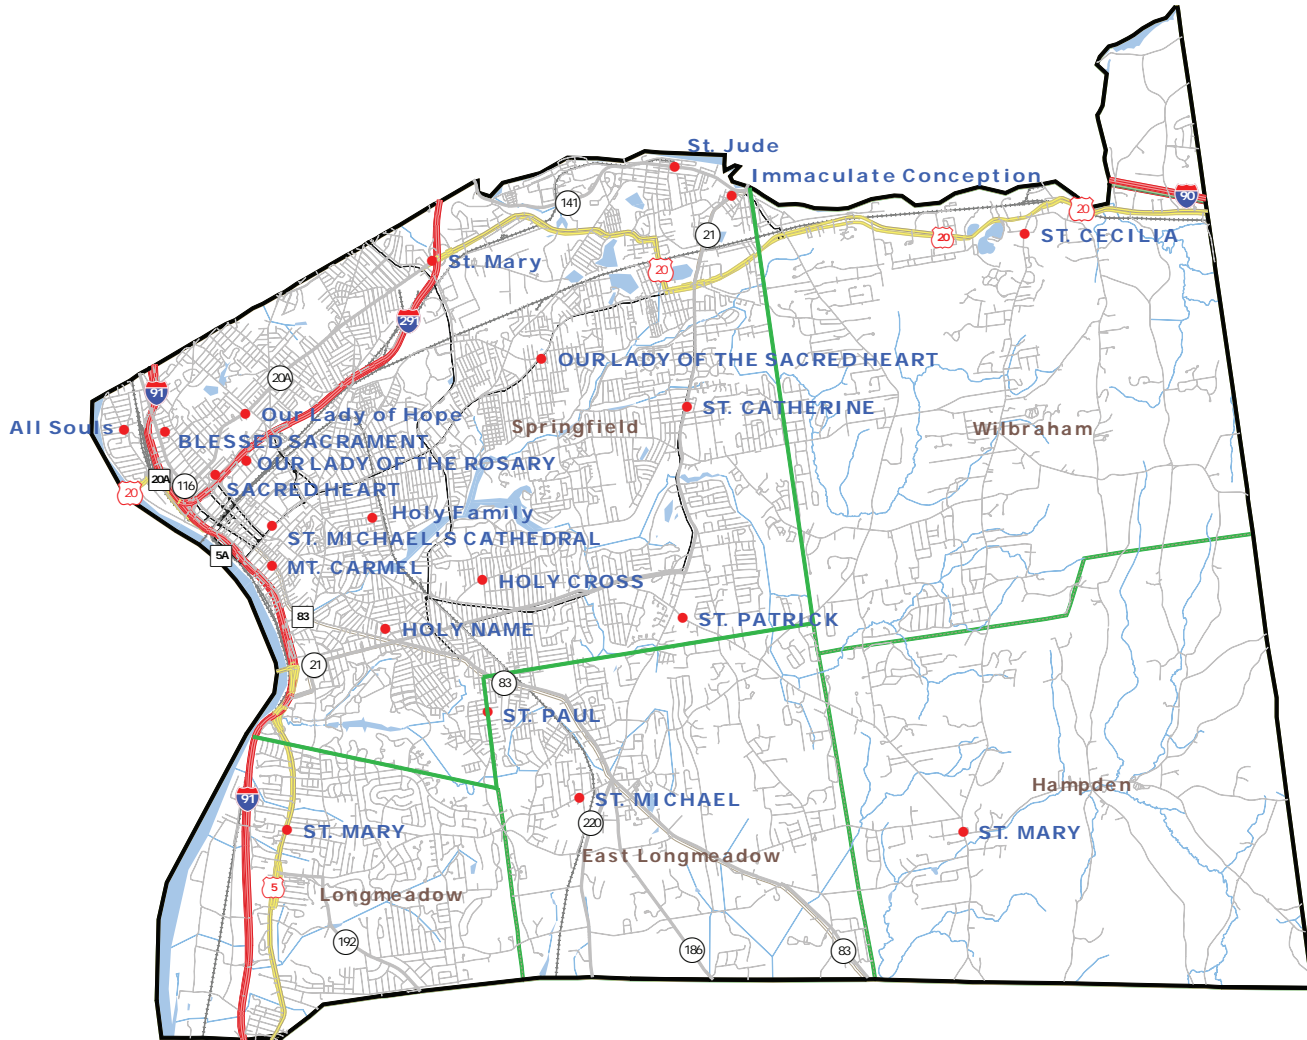 St. Jude
Immaculate Conception
90
141
20
21
20
ST. CECILIA
St. Mary
20
291
OUR LADY OF THE SACRED HEART
20A
91
ST. CATHERINE
Our Lady of Hope
All Souls
Springfield
Wilbraham
BLESSED SACRAMENT
OUR LADY OF THE ROSARY
20A
116
20
SACRED HEART
Holy Family
ST. MICHAEL'S CATHEDRAL
5A
MT. CARMEL
HOLY CROSS
83
ST. PATRICK
HOLY NAME
21
83
ST. PAUL
Hampden
91
ST. MICHAEL
220
ST. MARY
ST. MARY
East Longmeadow
5
Longmeadow
192
186
83